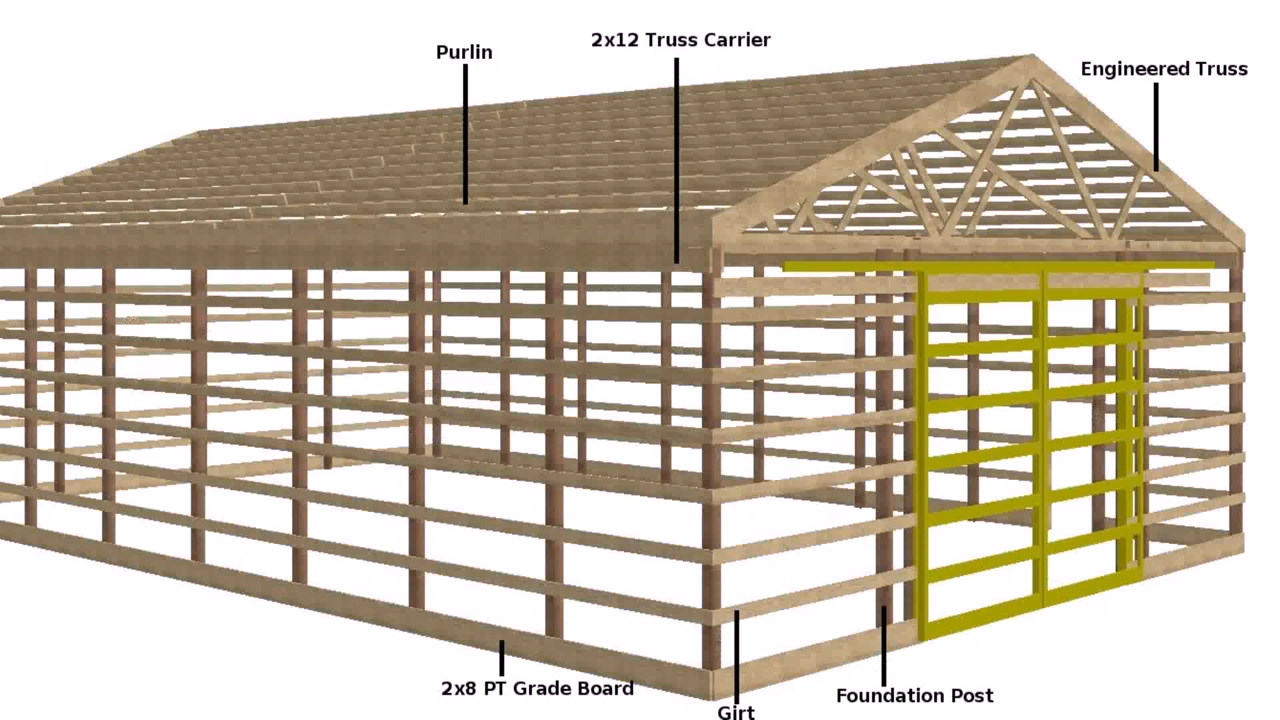 2x12 Truss Carrier
Purlin
Engineered Truss
2x8 PT Grade Board
Foundation Post
Girt